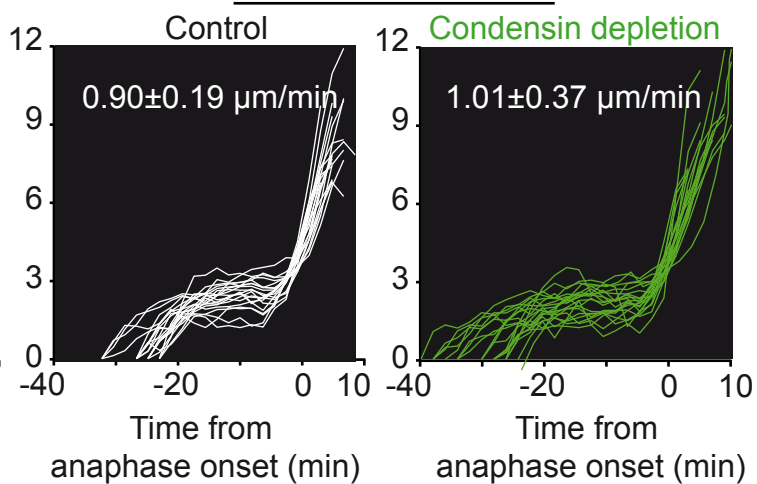 Control
Condensin depletion
12
9
6
3
0
0.90±0.19 µm/min
-40
-20
0
10
Time from
anaphase onset (min)
12
9
6
3
0
1.01±0.37 µm/min
-40
-20
0
10
Time from
anaphase onset (min)